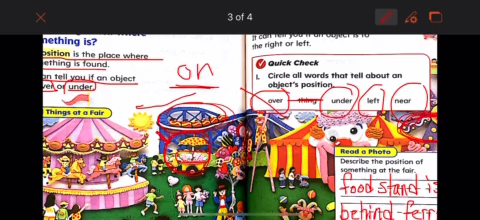 3 of 4
mething is?
osition is the place where
ething is found.
an tell you if an object
ver or under.
on
Things at a Fair
it can tell you if an object is to
the right or left.
Quick Check
1. Circle all words that tell about an
object's position.
over thing under left near
Read a Photo
Describe the position of
something at the fair.
food stand is
behind ferr